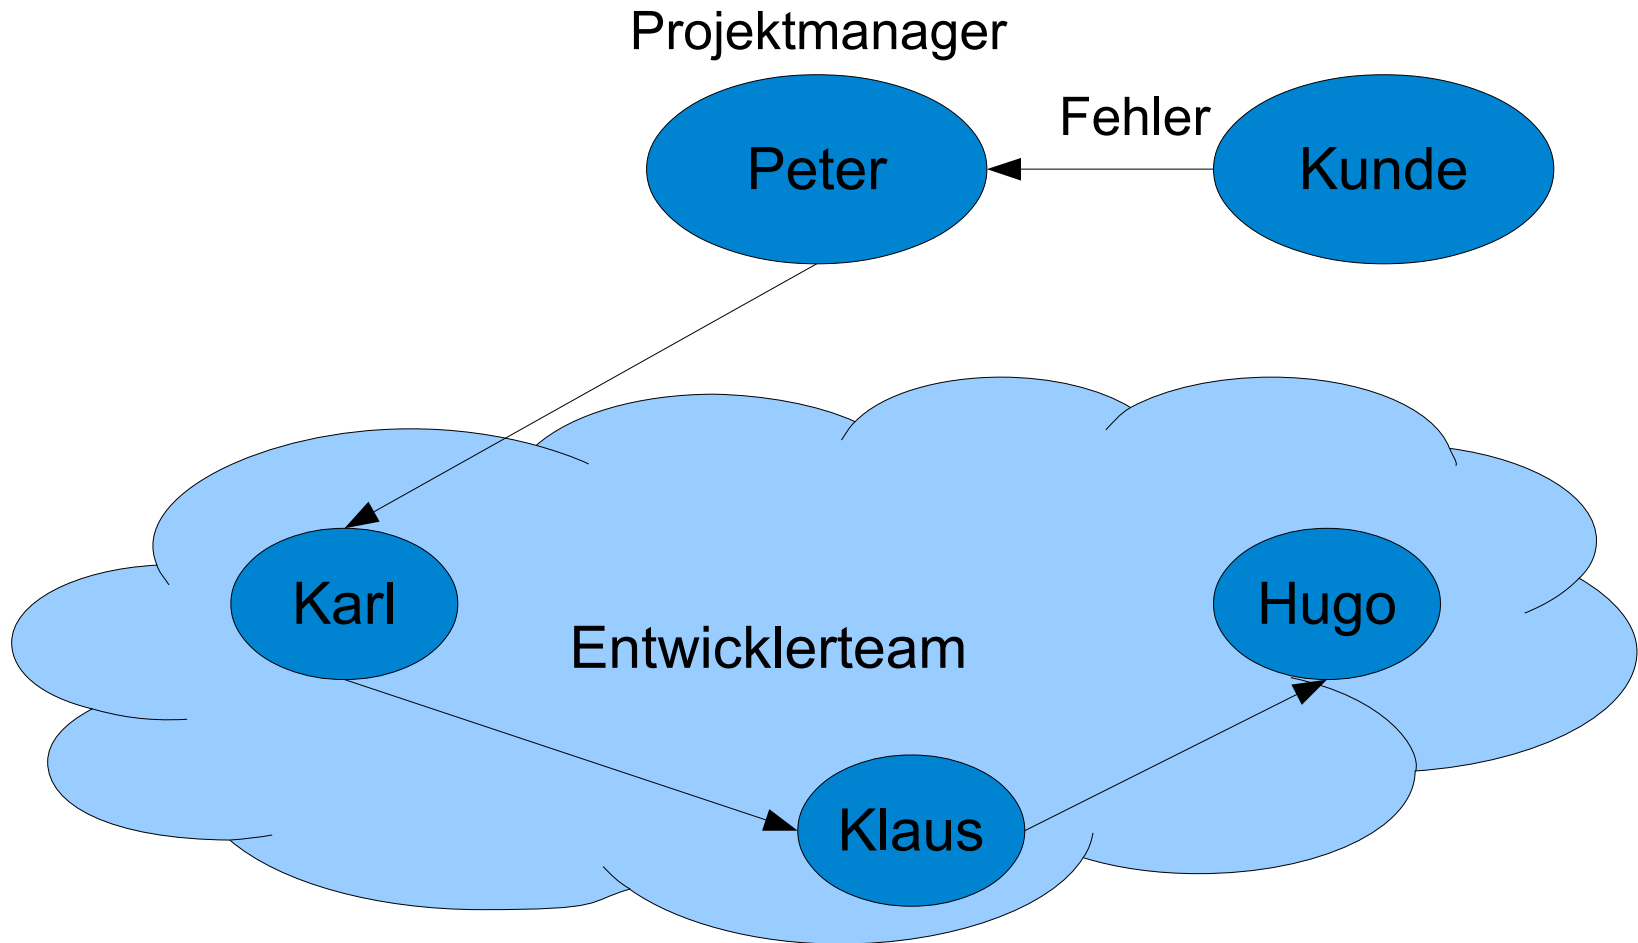 Projektmanager
Fehler
Peter
Kunde
Karl
Hugo
Entwicklerteam
Klaus